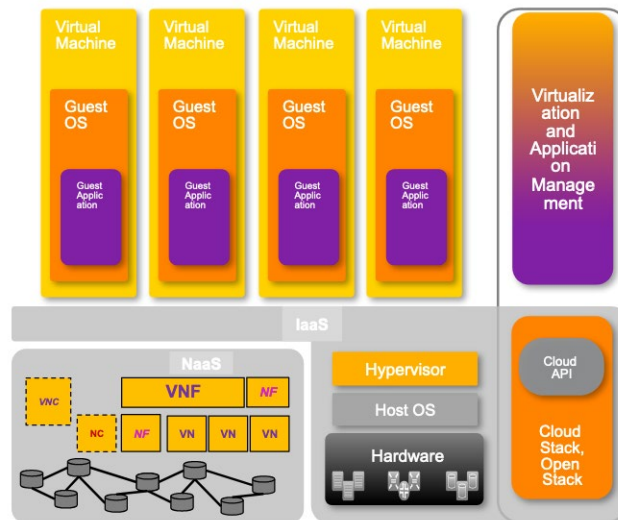 Virtual
Machine
Virtual
Machine
Virtual
Machine
Virtual
Machine
Guest
OS
Guest
OS
Guest
OS
Guest
OS
Guest
Applic
ation
Guest
Applic
ation
Guest
Applic
ation
Guest
Applic
ation
Virtualiz
ation and
Applicati
on
Manage
ment
IaaS
NaaS
VNC
VNF
NF
NC
NF
VN
VN
VN
Hypervisor
Host OS
Hardware
Cloud
API
Cloud
Stack,
Open
Stack